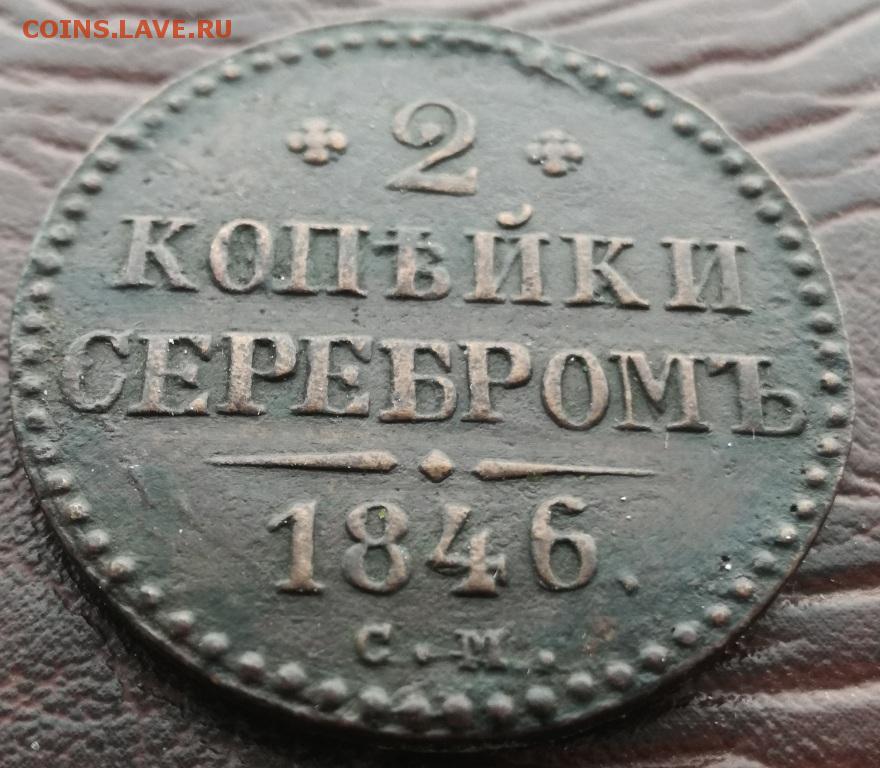 COINS.LAVE.RU
2
КОПѢЙКИ
СЕРЕБРОМЪ
1846.
С.М.